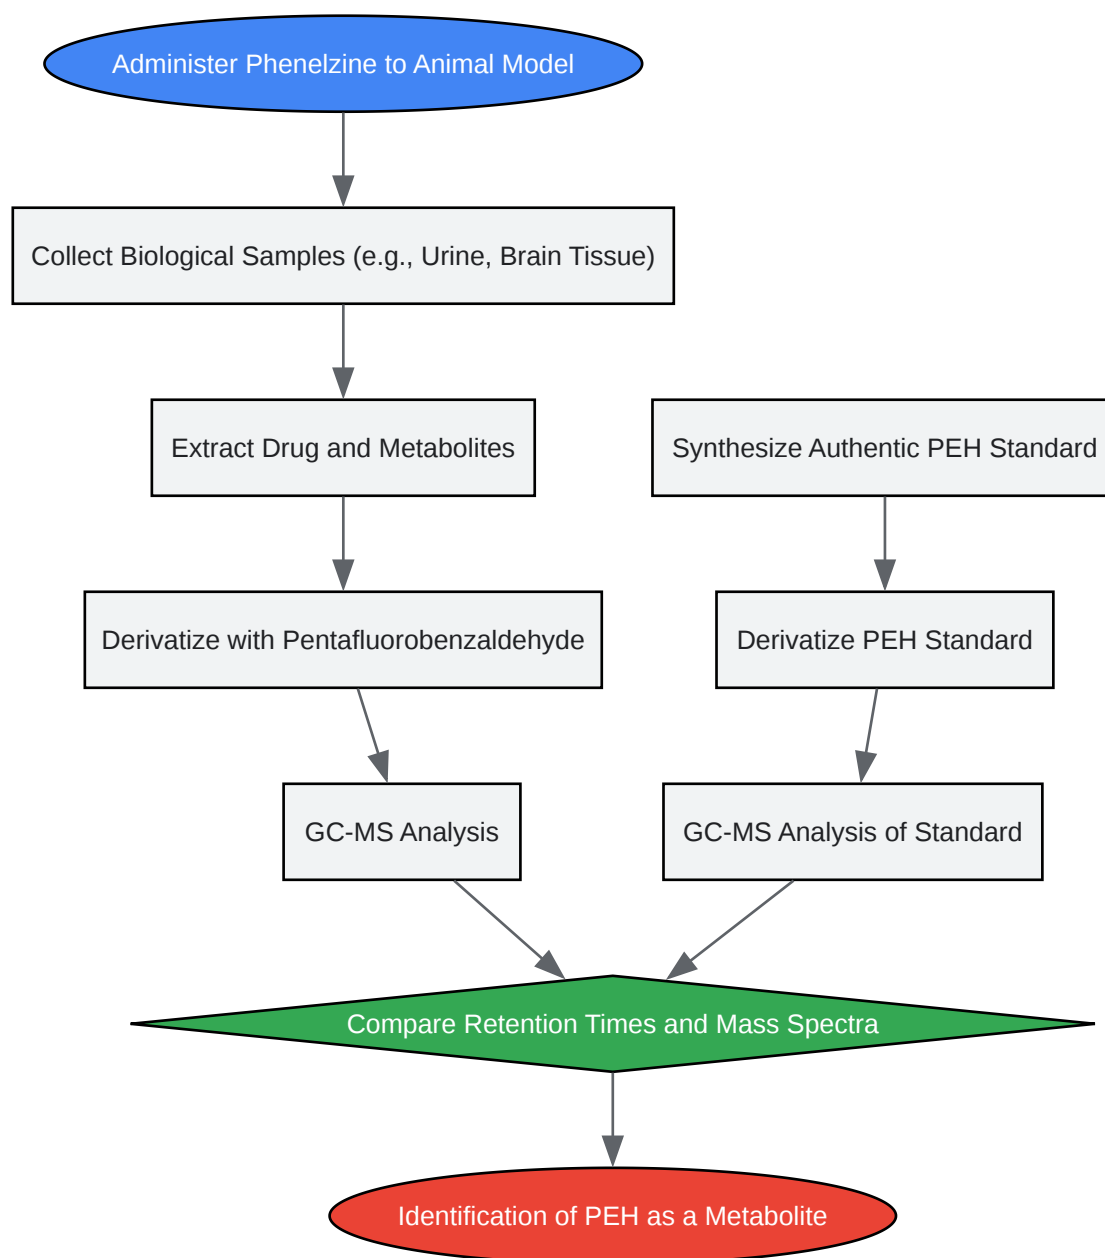 Administer Phenelzine to Animal Model
Collect Biological Samples (e.g., Urine, Brain Tissue)
Extract Drug and Metabolites
Synthesize Authentic PEH Standard
Derivatize with Pentafluorobenzaldehyde
Derivatize PEH Standard
GC-MS Analysis
GC-MS Analysis of Standard
Compare Retention Times and Mass Spectra
Identification of PEH as a Metabolite